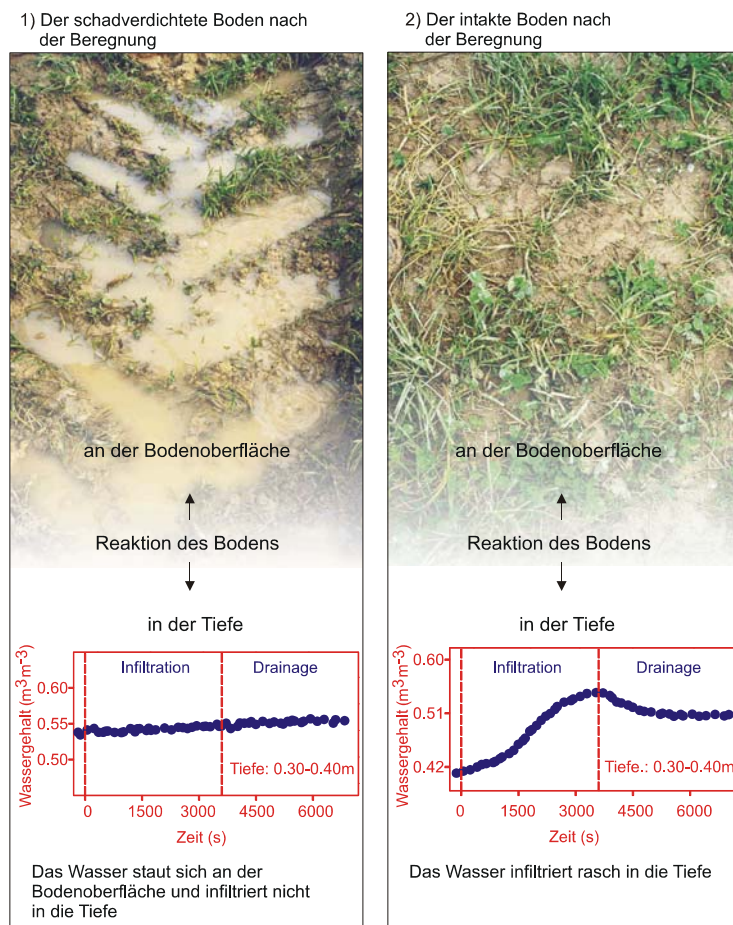 1) Der schadverdichtete Boden nach
der Beregnung
an der Bodenoberfläche
Reaktion des Bodens
in der Tiefe
Wassergehalt (m³m⁻³)
0.60
0.55
0.50
Infiltration
Drainage
Tiefe: 0.30-0.40m
0
1500
3000
4500
6000
Zeit (s)
Das Wasser staut sich an der
Bodenoberfläche und infiltriert nicht
in die Tiefe
2) Der intakte Boden nach
der Beregnung
an der Bodenoberfläche
Reaktion des Bodens
in der Tiefe
Wassergehalt (m³m⁻³)
0.60
0.51
0.42
Infiltration
Drainage
Tiefe.: 0.30-0.40m
0
1500
3000
4500
6000
Zeit (s)
Das Wasser infiltriert rasch in die Tiefe